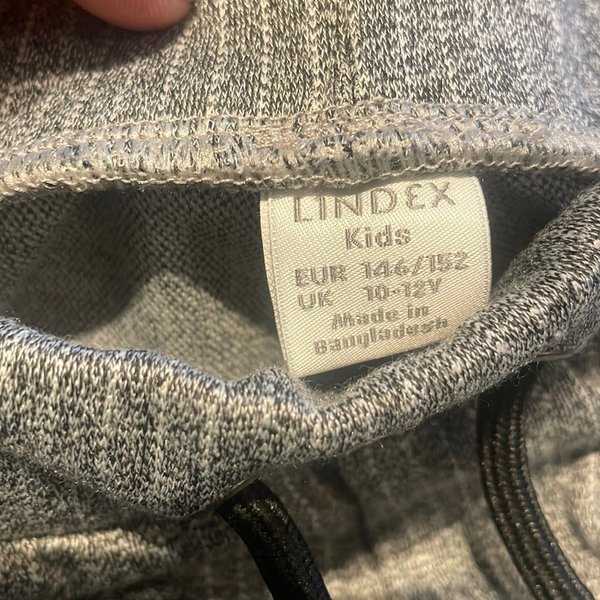 LINDEX
Kids
EUR 146/152
UK 10-12Y
Made in
Bangladesh